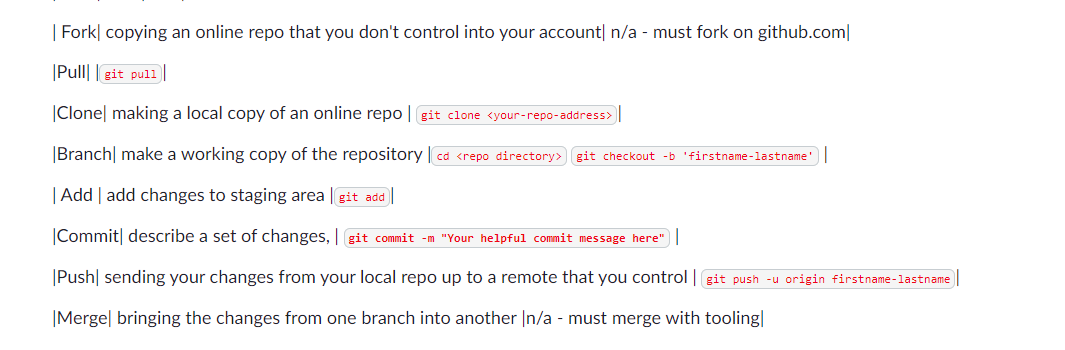 | Fork| copying an online repo that you don't control into your account| n/a - must fork on github.com|
|Pull| |git pull|
|Clone| making a local copy of an online repo | git clone <your-repo-address>|
|Branch| make a working copy of the repository |cd <repo directory> git checkout -b 'firstname-lastname' |
| Add | add changes to staging area |git add|
|Commit| describe a set of changes, | git commit -m "Your helpful commit message here" |
|Push| sending your changes from your local repo up to a remote that you control | git push -u origin firstname-lastname|
|Merge| bringing the changes from one branch into another |n/a - must merge with tooling|